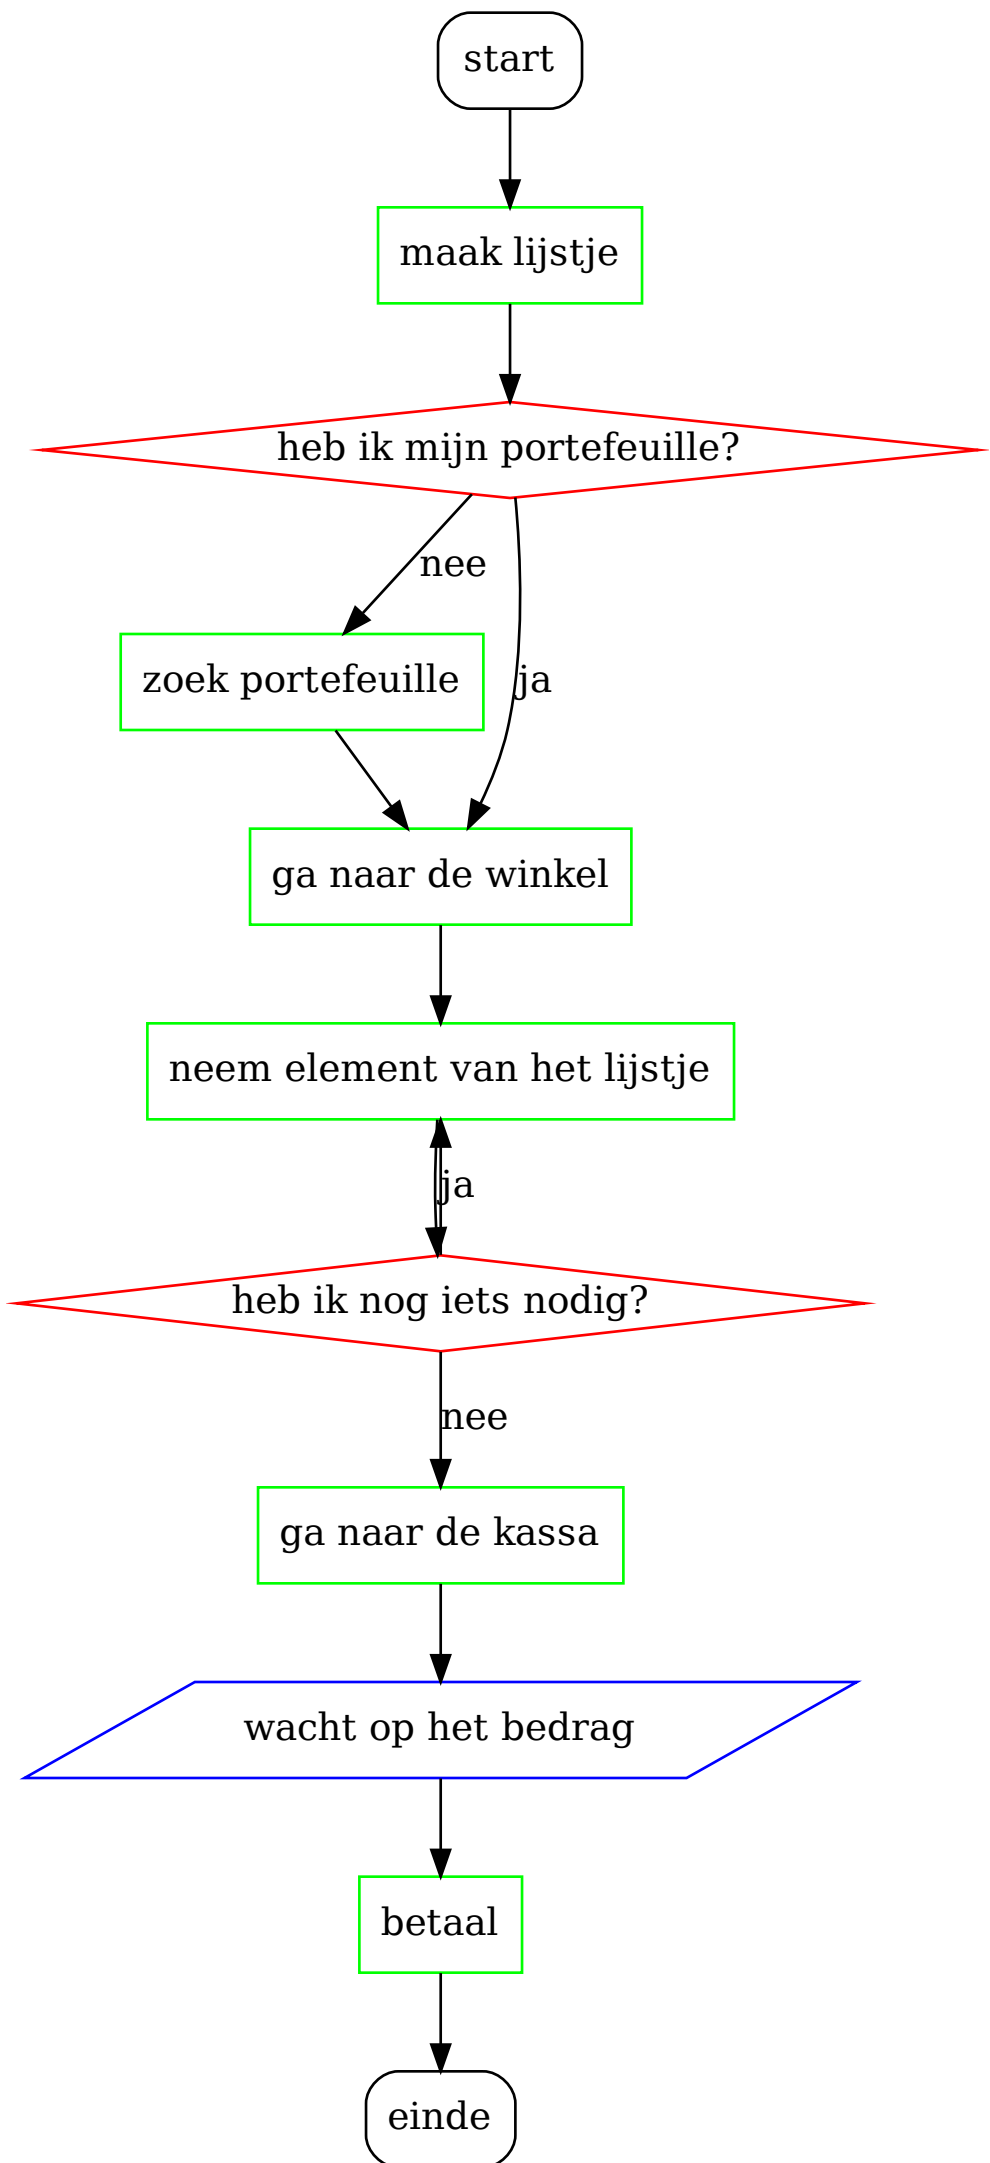 start
maak lijstje
heb ik mijn portefeuille?
nee
zoek portefeuille
ja
ga naar de winkel
neem element van het lijstje
ja
heb ik nog iets nodig?
nee
ga naar de kassa
wacht op het bedrag
betaal
einde